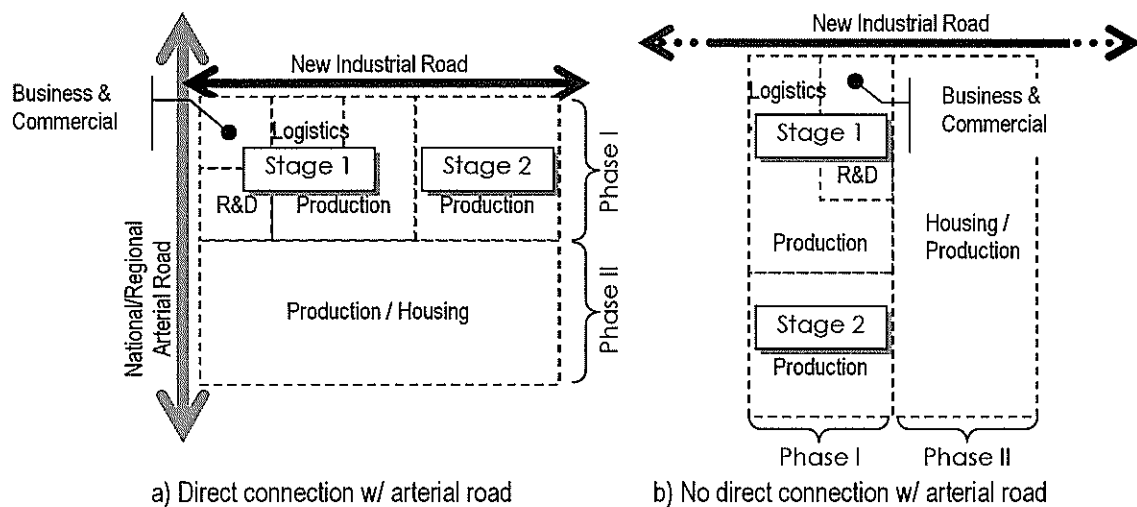 New Industrial Road
Business &
Commercial
Logistics
Stage 1
Stage 2
R&D
Production
Production
Phase I
National/Regional
Arterial Road
Production / Housing
Phase II
a) Direct connection w/ arterial road
New Industrial Road
Logistics
Business &
Commercial
Stage 1
R&D
Production
Housing /
Production
Stage 2
Production
Phase I
Phase II
b) No direct connection w/ arterial road